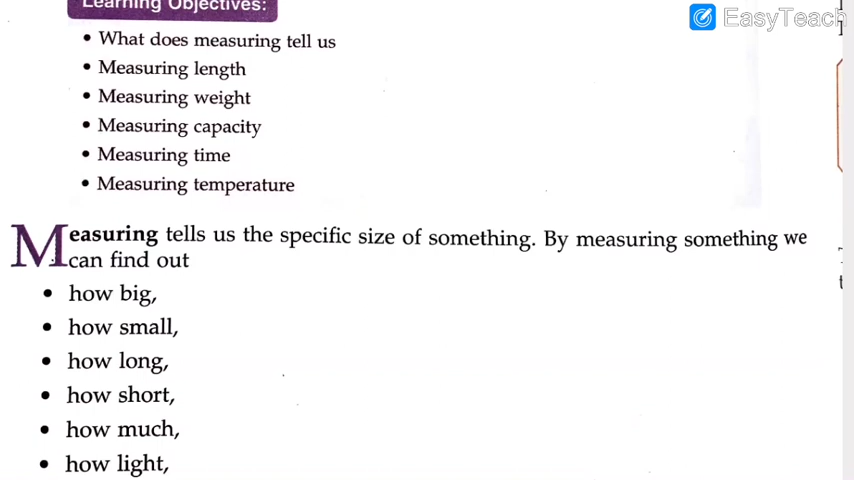 Learning Objectives:
EasyTeach
• What does measuring tell us
• Measuring length
• Measuring weight
• Measuring capacity
• Measuring time
• Measuring temperature
Measuring tells us the specific size of something. By measuring something we
can find out
• how big,
• how small,
• how long,
• how short,
• how much,
• how light,